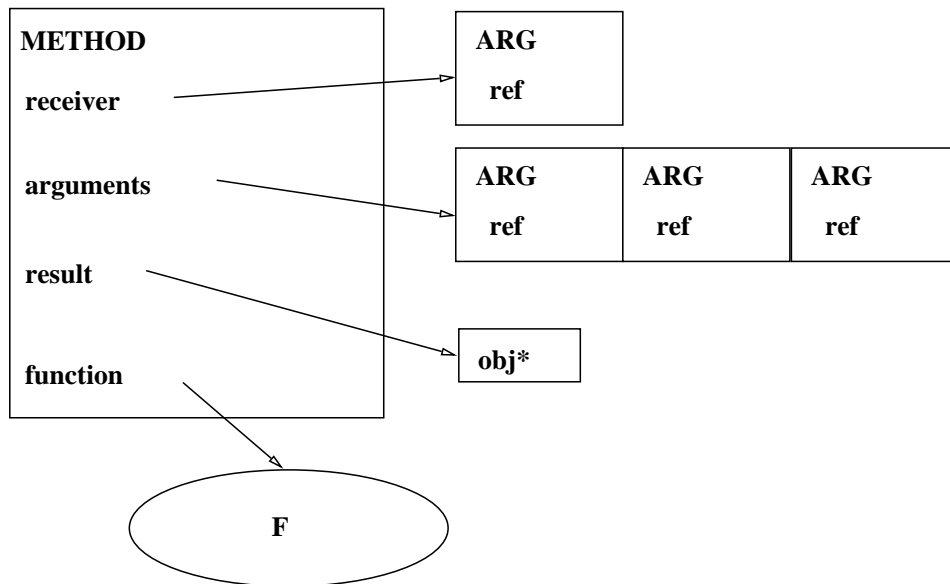 METHOD
receiver
arguments
result
function
ARG
ref
ARG
ref
ARG
ref
ARG
ref
obj*
F